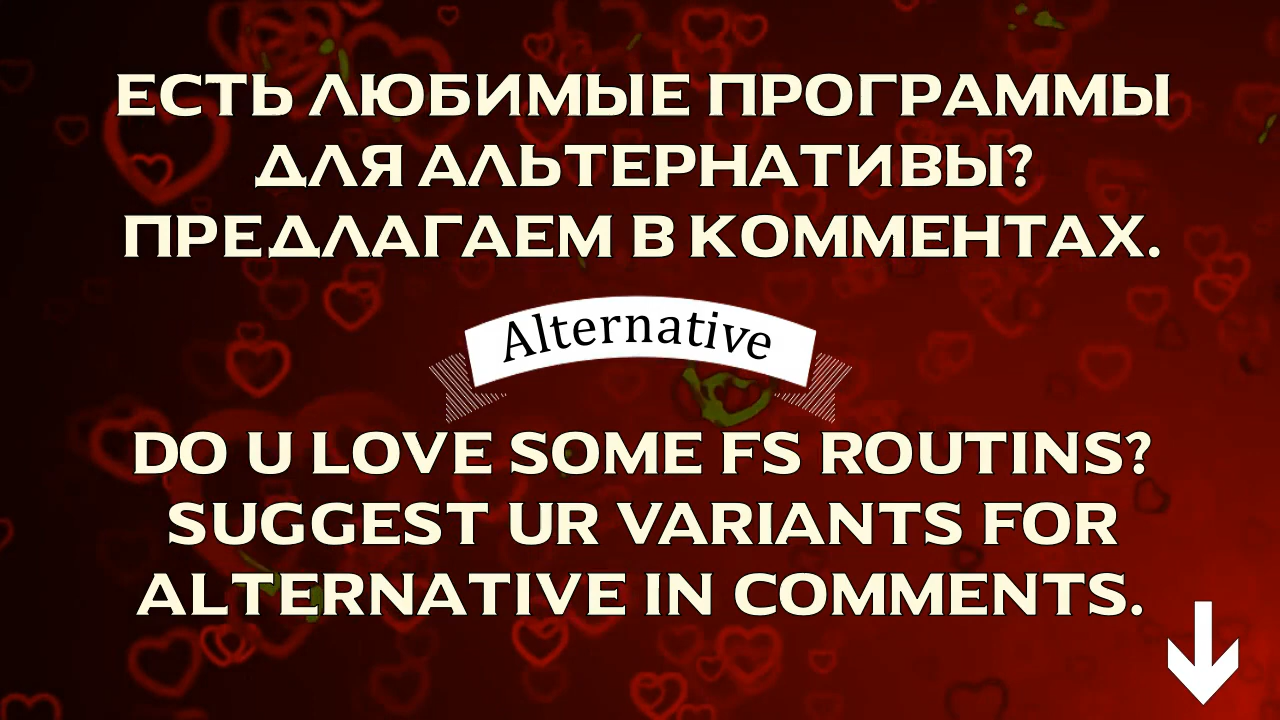 ЕСТЬ ЛЮБИМЫЕ ПРОГРАММЫ
ДЛЯ АЛЬТЕРНАТИВЫ?
ПРЕДЛАГАЕМ В КОММЕНТАХ.
Alternative
DO U LOVE SOME FS ROUTINS?
SUGGEST UR VARIANTS FOR
ALTERNATIVE IN COMMENTS.